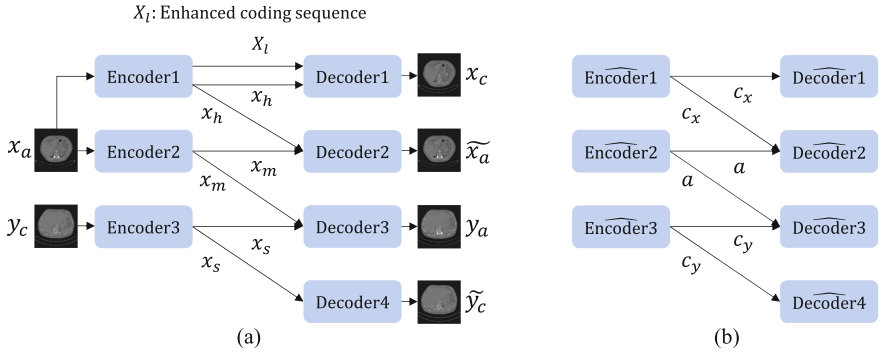 X_l: Enhanced coding sequence
X_l
Encoder1
Decoder1
x_c
x_h
x_h
x_a
Encoder2
Decoder2
x̃_a
x_m
x_m
y_c
Encoder3
Decoder3
y_a
x_s
x_s
Decoder4
ỹ_c
(a)
Encoder1̂
Decoder1̂
c_x
c_x
Encoder2̂
Decoder2̂
a
a
Encoder3̂
Decoder3̂
c_y
c_y
Decoder4̂
(b)